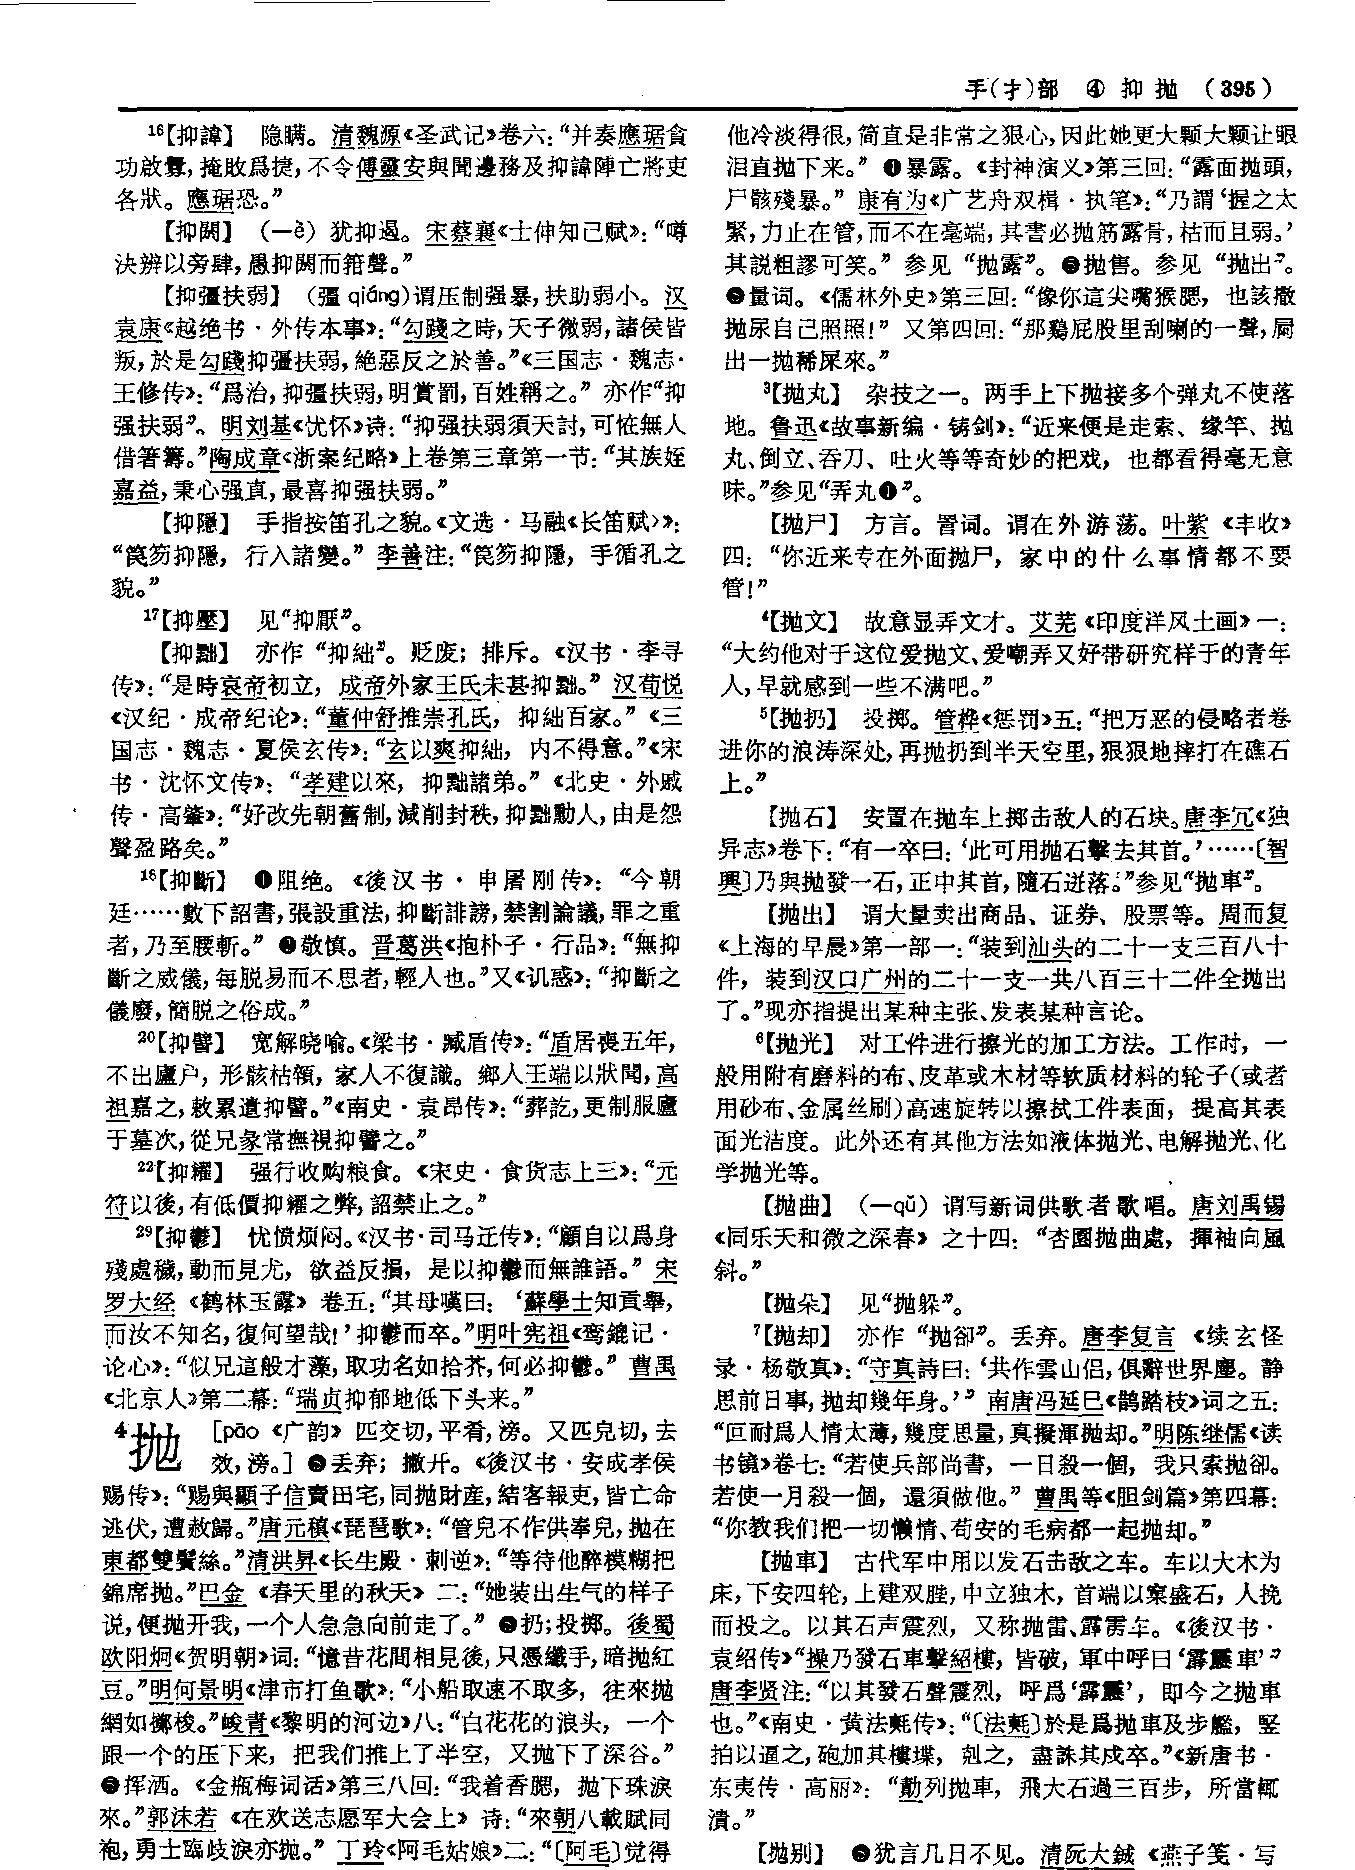 手(扌)部　④　抑　抛　(395)
16【抑諱】　隐瞒。清魏源《圣武记》卷六：“并奏應琚貪
功啟釁，掩敗爲捷，不令傅靈安與聞邊務及抑諱陣亡將吏
各狀。應琚恐。”
【抑閼】　(—è) 犹抑遏。宋蔡襄《士伸知己赋》：“噂
決辨以旁肆，愚抑閼而箝聲。”
【抑彊扶弱】　(彊 qiáng)谓压制强暴，扶助弱小。汉
袁康《越绝书·外传本事》：“勾踐之時，天子微弱，諸侯皆
叛，於是勾踐抑彊扶弱，絶惡反之於善。”《三国志·魏志·
王修传》：“爲治，抑彊扶弱，明賞罰，百姓稱之。” 亦作“抑
强扶弱”。明刘基《忧怀》诗：“抑强扶弱須天討，可恠無人
借箸籌。”陶成章《浙案纪略》上卷第三章第一节：“其族姪
嘉益，秉心强直，最喜抑强扶弱。”
【抑隱】　手指按笛孔之貌。《文选·马融〈长笛赋〉》：
“篪笏抑隱，行入諸變。” 李善注：“篪笏抑隱，手循孔之
貌。”
17【抑壓】　见“抑厭”。
【抑黜】　亦作“抑絀”。贬废；排斥。《汉书·李寻
传》：“是時哀帝初立，成帝外家王氏未甚抑黜。” 汉荀悦
《汉纪·成帝纪论》：“董仲舒推崇孔氏，抑絀百家。” 《三
国志·魏志·夏侯玄传》：“玄以爽抑絀，内不得意。”《宋
书·沈怀文传》：“孝建以來，抑黜諸弟。” 《北史·外戚
传·高肇》：“好改先朝舊制，減削封秩，抑黜勳人，由是怨
聲盈路矣。”
18【抑斷】　❶阻绝。《後汉书·申屠刚传》：“今朝
廷……數下詔書，張設重法，抑斷誹謗，禁割論議，罪之重
者，乃至腰斬。” ❷敬慎。晋葛洪《抱朴子·行品》：“無抑
斷之威儀，每脱易而不思者，輕人也。”又《讥惑》：“抑斷之
儀廢，簡脱之俗成。”
20【抑譬】　宽解晓喻。《梁书·臧盾传》：“盾居喪五年，
不出廬户，形骸枯顇，家人不復識。鄉人王端以狀聞，高
祖嘉之，敕累遣抑譬。”《南史·袁昂传》：“葬訖，更制服廬
于墓次，從兄彖常撫視抑譬之。”
22【抑糴】　强行收购粮食。《宋史·食货志上三》：“元
符以後，有低價抑糴之弊，詔禁止之。”
29【抑鬱】　忧愤烦闷。《汉书·司马迁传》：“顧自以爲身
殘處穢，動而見尤，欲益反損，是以抑鬱而無誰語。” 宋
罗大经《鹤林玉露》卷五：“其母嘆曰：‘蘇學士知貢舉，
而汝不知名，復何望哉！’抑鬱而卒。”明叶宪祖《鸾鎞记·
论心》：“似兄這般才藻，取功名如拾芥，何必抑鬱。” 曹禺
《北京人》第二幕：“瑞贞抑郁地低下头来。”
4抛　[pāo《广韵》匹交切，平肴，滂。又匹皃切，去
效，滂。] ❶丢弃；撇开。《後汉书·安成孝侯
赐传》：“賜與顯子信賣田宅，同抛財産，結客報吏，皆亡命
逃伏，遭赦歸。”唐元稹《琵琶歌》：“管兒不作供奉兒，抛在
東都雙鬢絲。”清洪昇《长生殿·刺逆》：“等待他醉模糊把
錦席抛。”巴金《春天里的秋天》二：“她装出生气的样子
说，便抛开我，一个人急急向前走了。” ❷扔；投掷。後蜀
欧阳炯《贺明朝》词：“憶昔花間相見後，只憑纖手，暗抛紅
豆。”明何景明《津市打鱼歌》：“小船取速不取多，往來抛
網如擲梭。”峻青《黎明的河边》八：“白花花的浪头，一个
跟一个的压下来，把我们推上了半空，又抛下了深谷。”
❸挥洒。《金瓶梅词话》第三八回：“我着香腮，抛下珠淚
來。”郭沫若《在欢送志愿军大会上》诗：“來朝八載賦同
袍，勇士臨歧淚亦抛。” 丁玲《阿毛姑娘》二：“〔阿毛〕觉得
他冷淡得很，简直是非常之狠心，因此她更大颗大颗让眼
泪直抛下来。” ❹暴露。《封神演义》第三回：“露面抛頭，
尸骸殘暴。” 康有为《广艺舟双楫·执笔》：“乃謂‘握之太
緊，力止在管，而不在毫端，其書必抛筋露骨，枯而且弱。’
其説粗謬可笑。”参见“抛露”。❺抛售。参见“抛出”。
❻量词。《儒林外史》第三回：“像你這尖嘴猴腮，也該撒
抛尿自己照照！” 又第四回：“那鷄屁股里刮喇的一聲，屙
出一抛稀屎來。”
3【抛丸】　杂技之一。两手上下抛接多个弹丸不使落
地。鲁迅《故事新编·铸剑》：“近来便是走索、缘竿、抛
丸、倒立、吞刀、吐火等等奇妙的把戏，也都看得毫无意
味。”参见“弄丸❶”。
【抛尸】　方言。詈词。谓在外游荡。叶紫《丰收》
四：“你近来专在外面抛尸，家中的什么事情都不要
管！”
4【抛文】　故意显弄文才。艾芜《印度洋风土画》一：
“大约他对于这位爱抛文、爱嘲弄又好带研究样子的青年
人，早就感到一些不满吧。”
5【抛扔】　投掷。管桦《惩罚》五：“把万恶的侵略者卷
进你的浪涛深处，再抛扔到半天空里，狠狠地摔打在礁石
上。”
【抛石】　安置在抛车上掷击敌人的石块。唐李冗《独
异志》卷下：“有一卒曰：‘此可用抛石擊去其首。’……〔智
興〕乃與抛發一石，正中其首，隨石迸落。”参见“抛車”。
【抛出】　谓大量卖出商品、证券、股票等。周而复
《上海的早晨》第一部一：“装到汕头的二十一支三百八十
件，装到汉口广州的二十一支一共八百三十二件全抛出
了。”现亦指提出某种主张、发表某种言论。
6【抛光】　对工件进行擦光的加工方法。工作时，一
般用附有磨料的布、皮革或木材等软质材料的轮子(或者
用砂布、金属丝刷)高速旋转以擦拭工件表面，提高其表
面光洁度。此外还有其他方法如液体抛光、电解抛光、化
学抛光等。
【抛曲】　(—qǔ) 谓写新词供歌者歌唱。唐刘禹锡
《同乐天和微之深春》之十四：“杏園抛曲處，揮袖向風
斜。”
【抛朵】　见“抛躲”。
7【抛却】　亦作“抛卻”。丢弃。唐李复言《续玄怪
录·杨敬真》：“守真詩曰：‘共作雲山侣，俱辭世界塵。静
思前日事，抛却幾年身。’” 南唐冯延巳《鹊踏枝》词之五：
“叵耐爲人情太薄，幾度思量，真擬渾抛却。”明陈继儒《读
书镜》卷七：“若使兵部尚書，一日殺一個，我只索抛卻。
若使一月殺一個，還須做他。” 曹禺等《胆剑篇》第四幕：
“你教我们把一切懒惰、苟安的毛病都一起抛却。”
【抛車】　古代军中用以发石击敌之车。车以大木为
床，下安四轮，上建双陛，中立独木，首端以窠盛石，人挽
而投之。以其石声震烈，又称抛雷、霹雳车。《後汉书·
袁绍传》“操乃發石車擊紹樓，皆破，軍中呼曰‘霹靂車’”
唐李贤注：“以其發石聲震烈，呼爲‘霹靂’，即今之抛車
也。”《南史·黄法𣰰传》：“〔法𣰰〕於是爲抛車及步艦，竪
拍以逼之，砲加其樓堞，剋之，盡誅其戍卒。”《新唐书·
东夷传·高丽》：“勣列抛車，飛大石過三百步，所當輒
潰。”
【抛别】　❶犹言几日不见。清阮大鋮《燕子笺·写